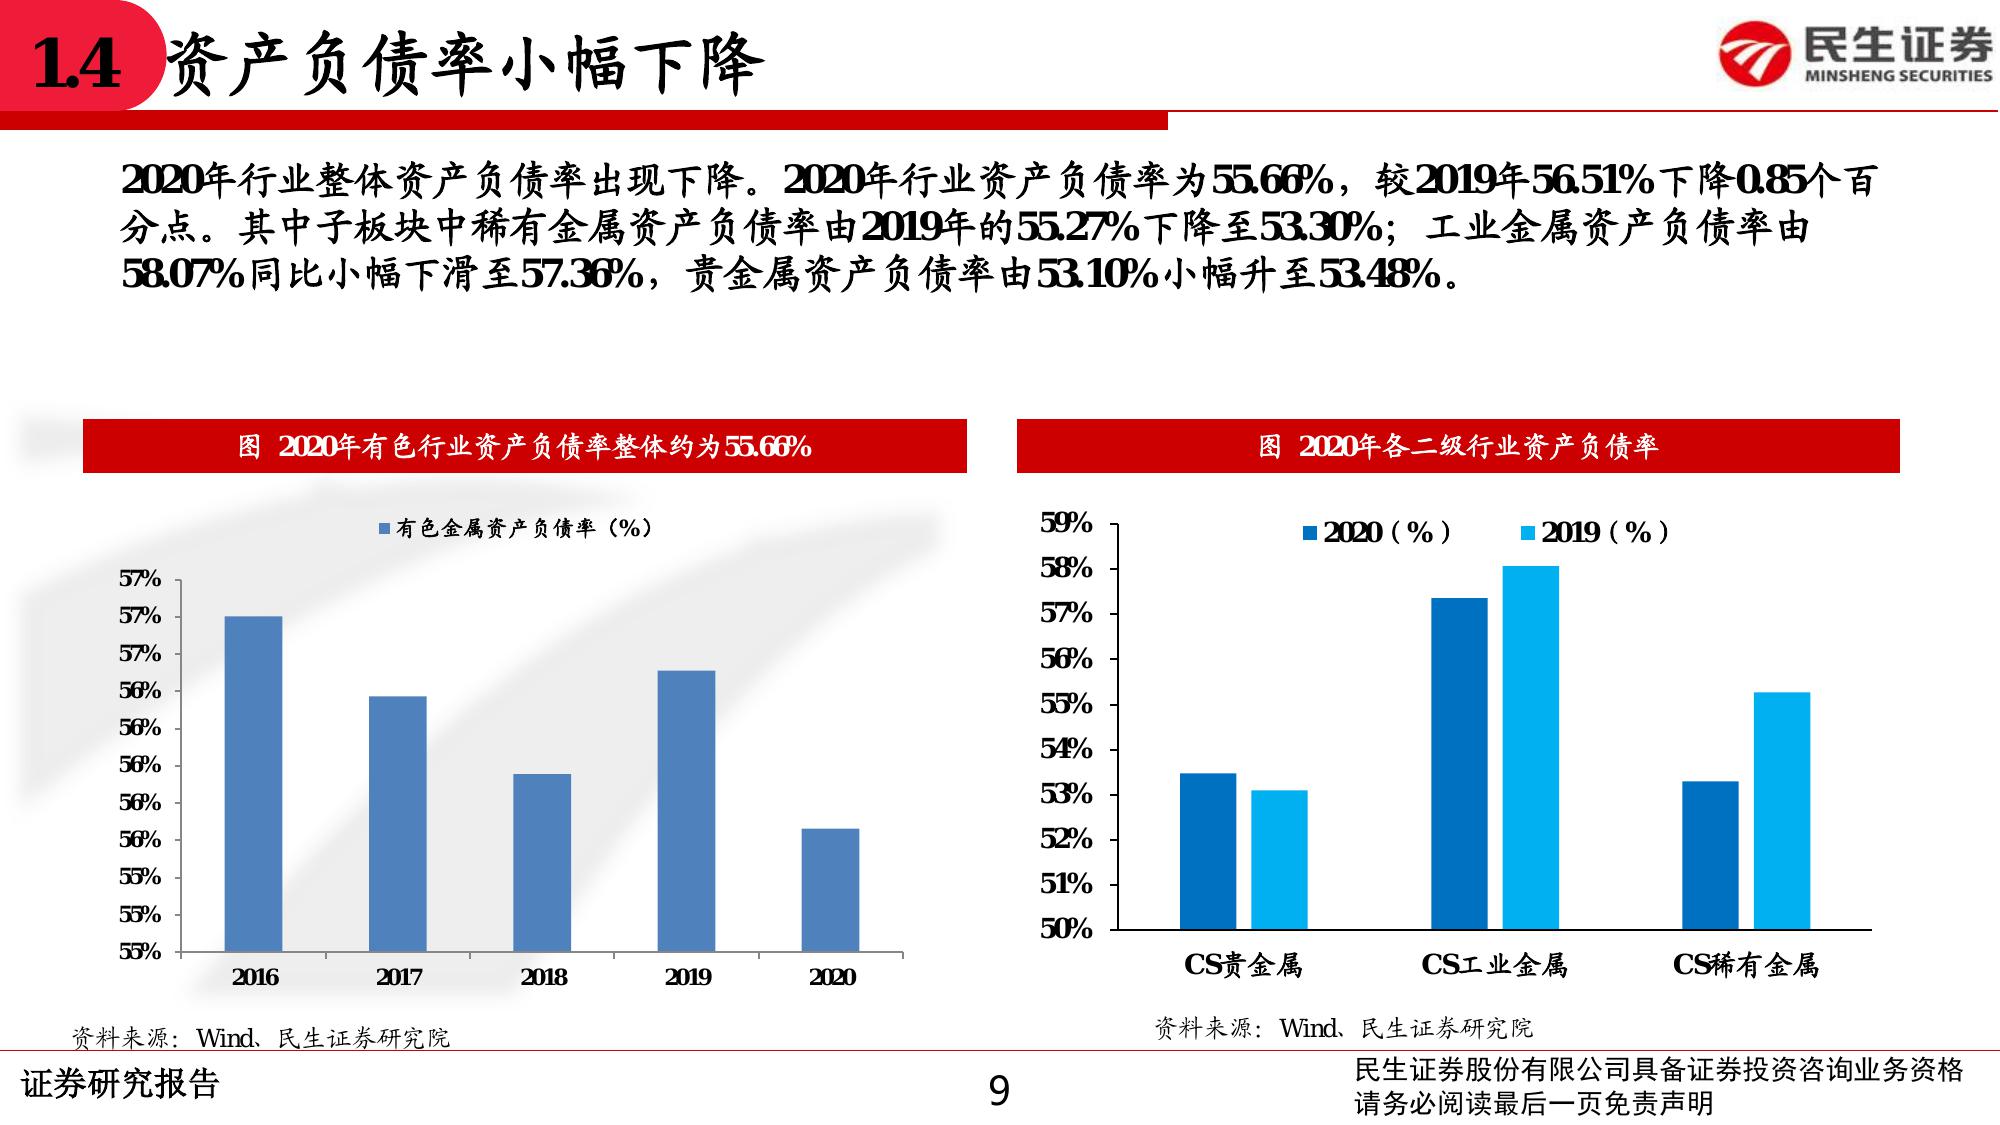 1.4 资产负债率小幅下降
民生证券
MINSHENG SECURITIES
2020年行业整体资产负债率出现下降。2020年行业资产负债率为55.66%，较2019年56.51%下降0.85个百
分点。其中子板块中稀有金属资产负债率由2019年的55.27%下降至53.30%；工业金属资产负债率由
58.07%同比小幅下滑至57.36%，贵金属资产负债率由53.10%小幅升至53.48%。
图 2020年有色行业资产负债率整体约为55.66%
有色金属资产负债率（%）
57%
57%
57%
56%
56%
56%
56%
56%
55%
55%
55%
2016 2017 2018 2019 2020
资料来源：Wind、民生证券研究院
图 2020年各二级行业资产负债率
2020（%） 2019（%）
59%
58%
57%
56%
55%
54%
53%
52%
51%
50%
CS贵金属 CS工业金属 CS稀有金属
资料来源：Wind、民生证券研究院
证券研究报告
9
民生证券股份有限公司具备证券投资咨询业务资格
请务必阅读最后一页免责声明